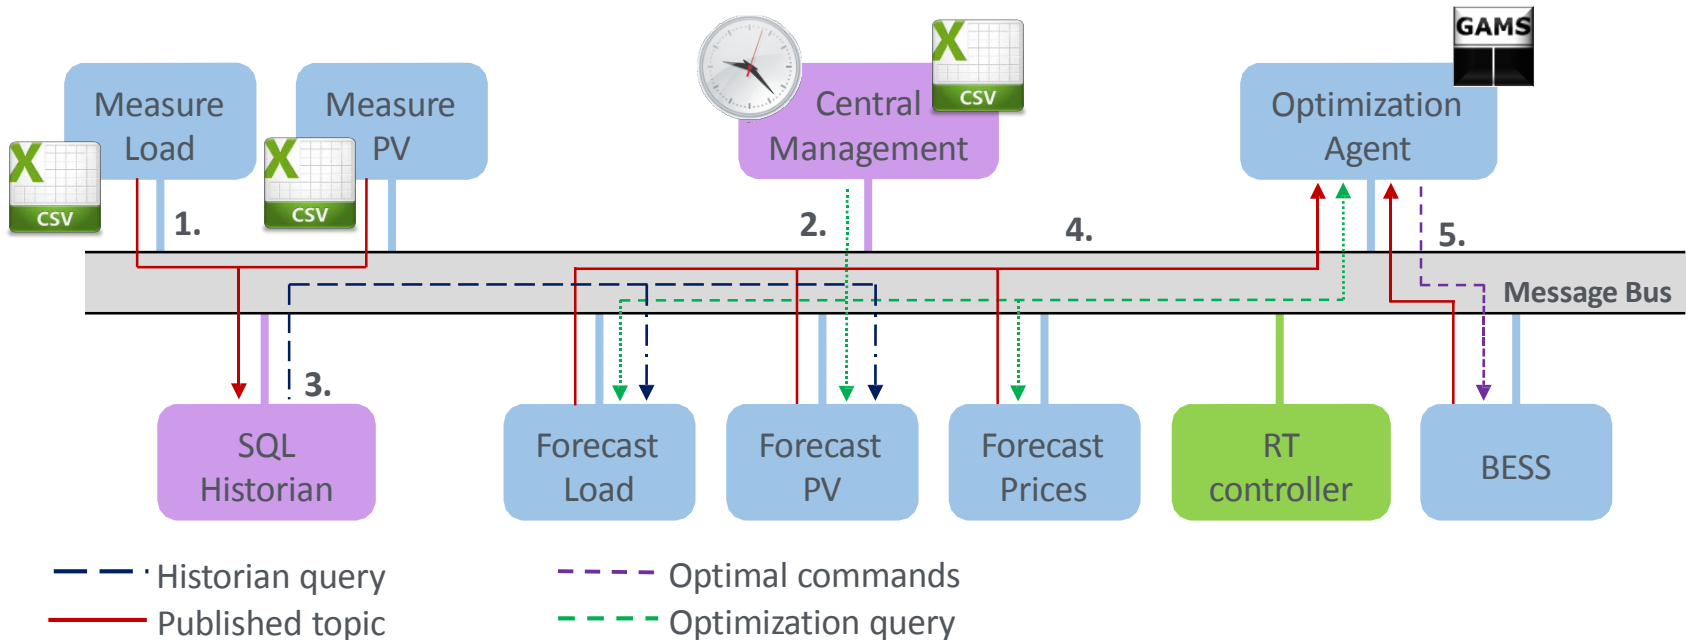 GAMS
Measure
Load
X
CSV
Measure
PV
X
CSV
Central
Management
X
CSV
Optimization
Agent
1.
2.
4.
5.
Message Bus
3.
SQL
Historian
Forecast
Load
Forecast
PV
Forecast
Prices
RT
controller
BESS
Historian query
Optimal commands
Published topic
Optimization query